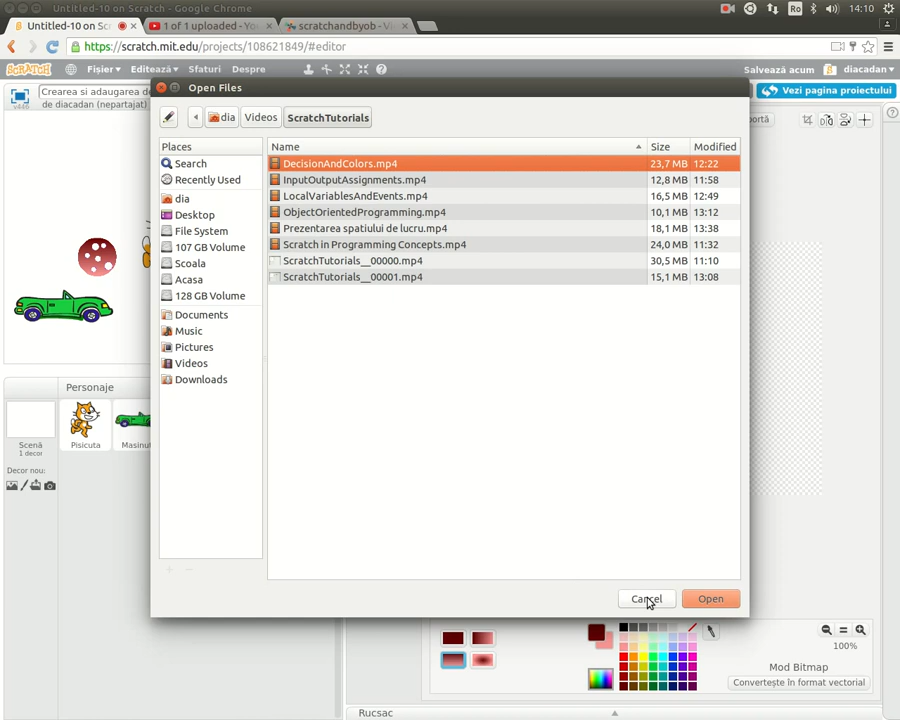 Untitled-10 on Scratch - Google Chrome
Ro
14:10
Untitled-10 on Sc
1 of 1 uploaded - You
scratchandbyob -
https://scratch.mit.edu/projects/108621849/#editor
SCRATCH Fișier Editează Sfaturi Despre Salvează acum diacadan
v446
Crearea si adaugarea de
de diacadan (nepartajat)
Vezi pagina proiectului
Open Files
dia Videos ScratchTutorials
Places
Search
Recently Used
dia
Desktop
File System
107 GB Volume
Scoala
Acasa
128 GB Volume
Documents
Music
Pictures
Videos
Downloads
Name Size Modified
DecisionAndColors.mp4 23,7 MB 12:22
InputOutputAssignments.mp4 12,8 MB 11:58
LocalVariablesAndEvents.mp4 16,5 MB 12:49
ObjectOrientedProgramming.mp4 10,1 MB 13:12
Prezentarea spatiului de lucru.mp4 18,1 MB 13:38
Scratch in Programming Concepts.mp4 24,0 MB 11:32
ScratchTutorials__00000.mp4 30,5 MB 11:10
ScratchTutorials__00001.mp4 15,1 MB 13:08
Cancel Open
Personaje
Scenă
1 decor
Decor nou:
Pisicuta
Masinut
100%
Mod Bitmap
Convertește în format vectorial
Rucsac